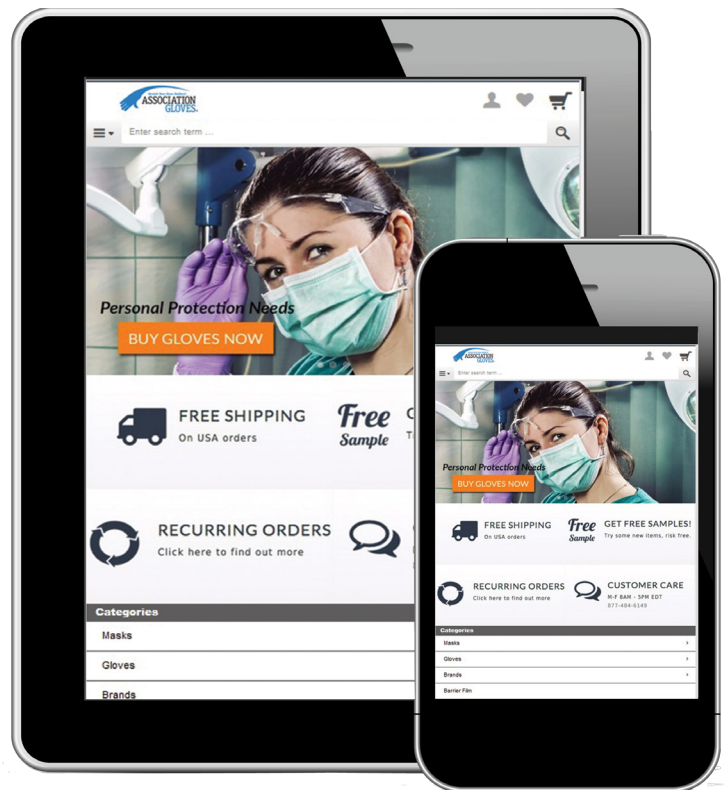 ASSOCIATION
GLOVES
Enter search term ...
Personal Protection Needs
BUY GLOVES NOW
FREE SHIPPING
On USA orders
Free
Sample
RECURRING ORDERS
Click here to find out more
Categories
Masks
Gloves
Brands
ASSOCIATION
GLOVES
Enter search term ...
Personal Protection Needs
BUY GLOVES NOW
FREE SHIPPING
On USA orders
Free
Sample
GET FREE SAMPLES!
Try some new items, risk free.
RECURRING ORDERS
Click here to find out more
CUSTOMER CARE
M-F 8AM - 5PM EDT
877-484-6149
Categories
Masks
Gloves
Brands
Barrier Film